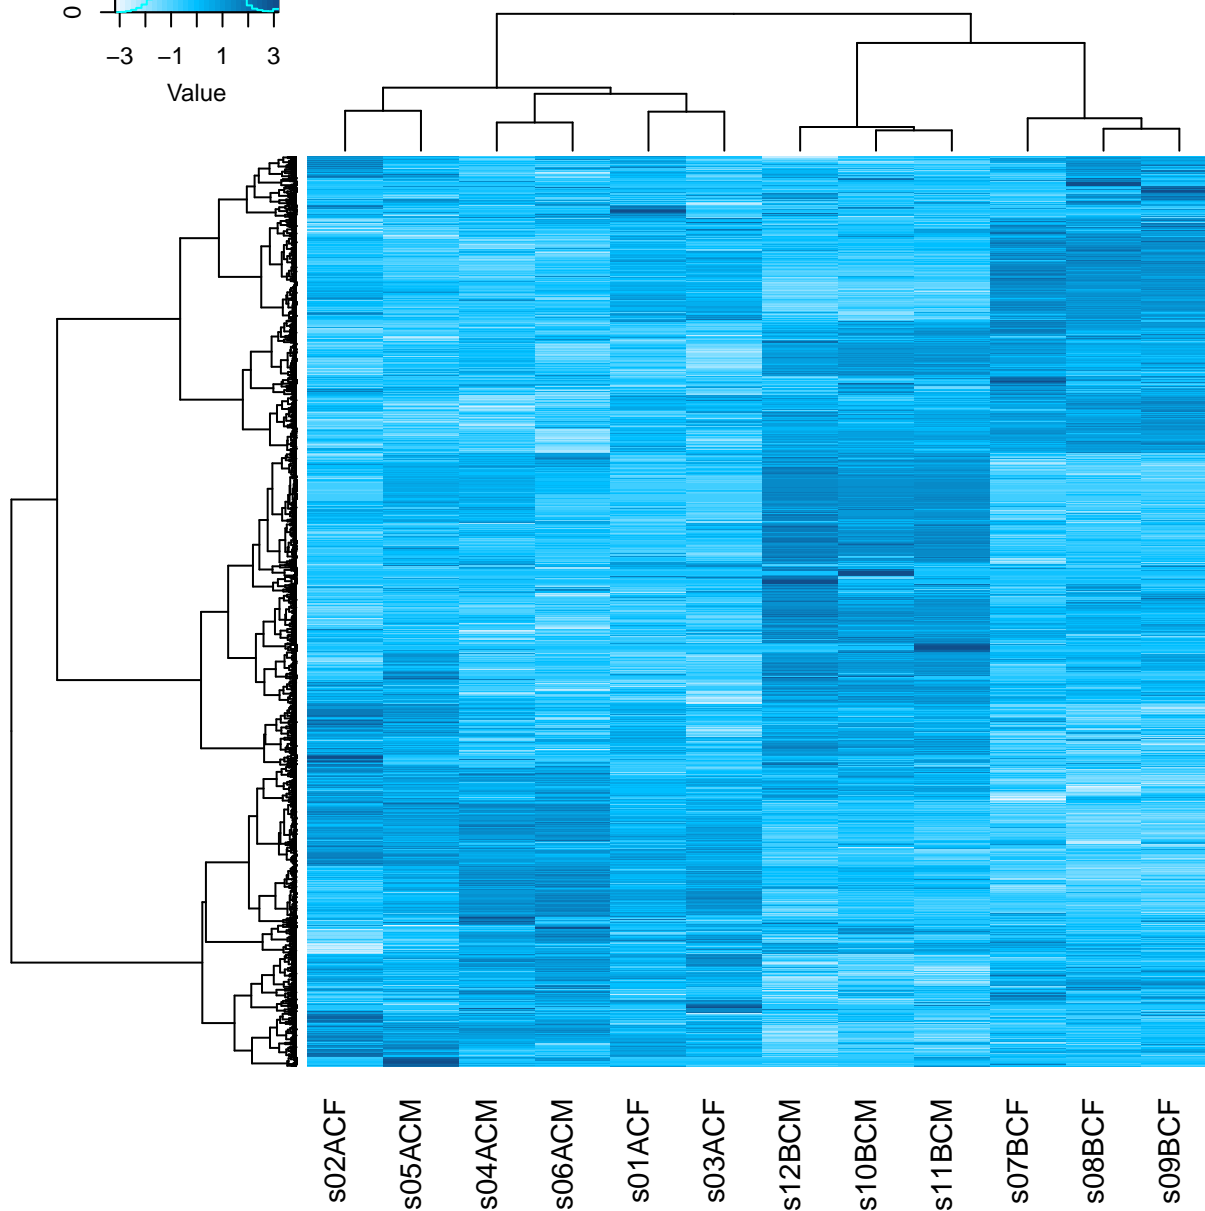 0
−3 −1 1 3
Value
s02ACF
s05ACM
s04ACM
s06ACM
s01ACF
s03ACF
s12BCM
s10BCM
s11BCM
s07BCF
s08BCF
s09BCF